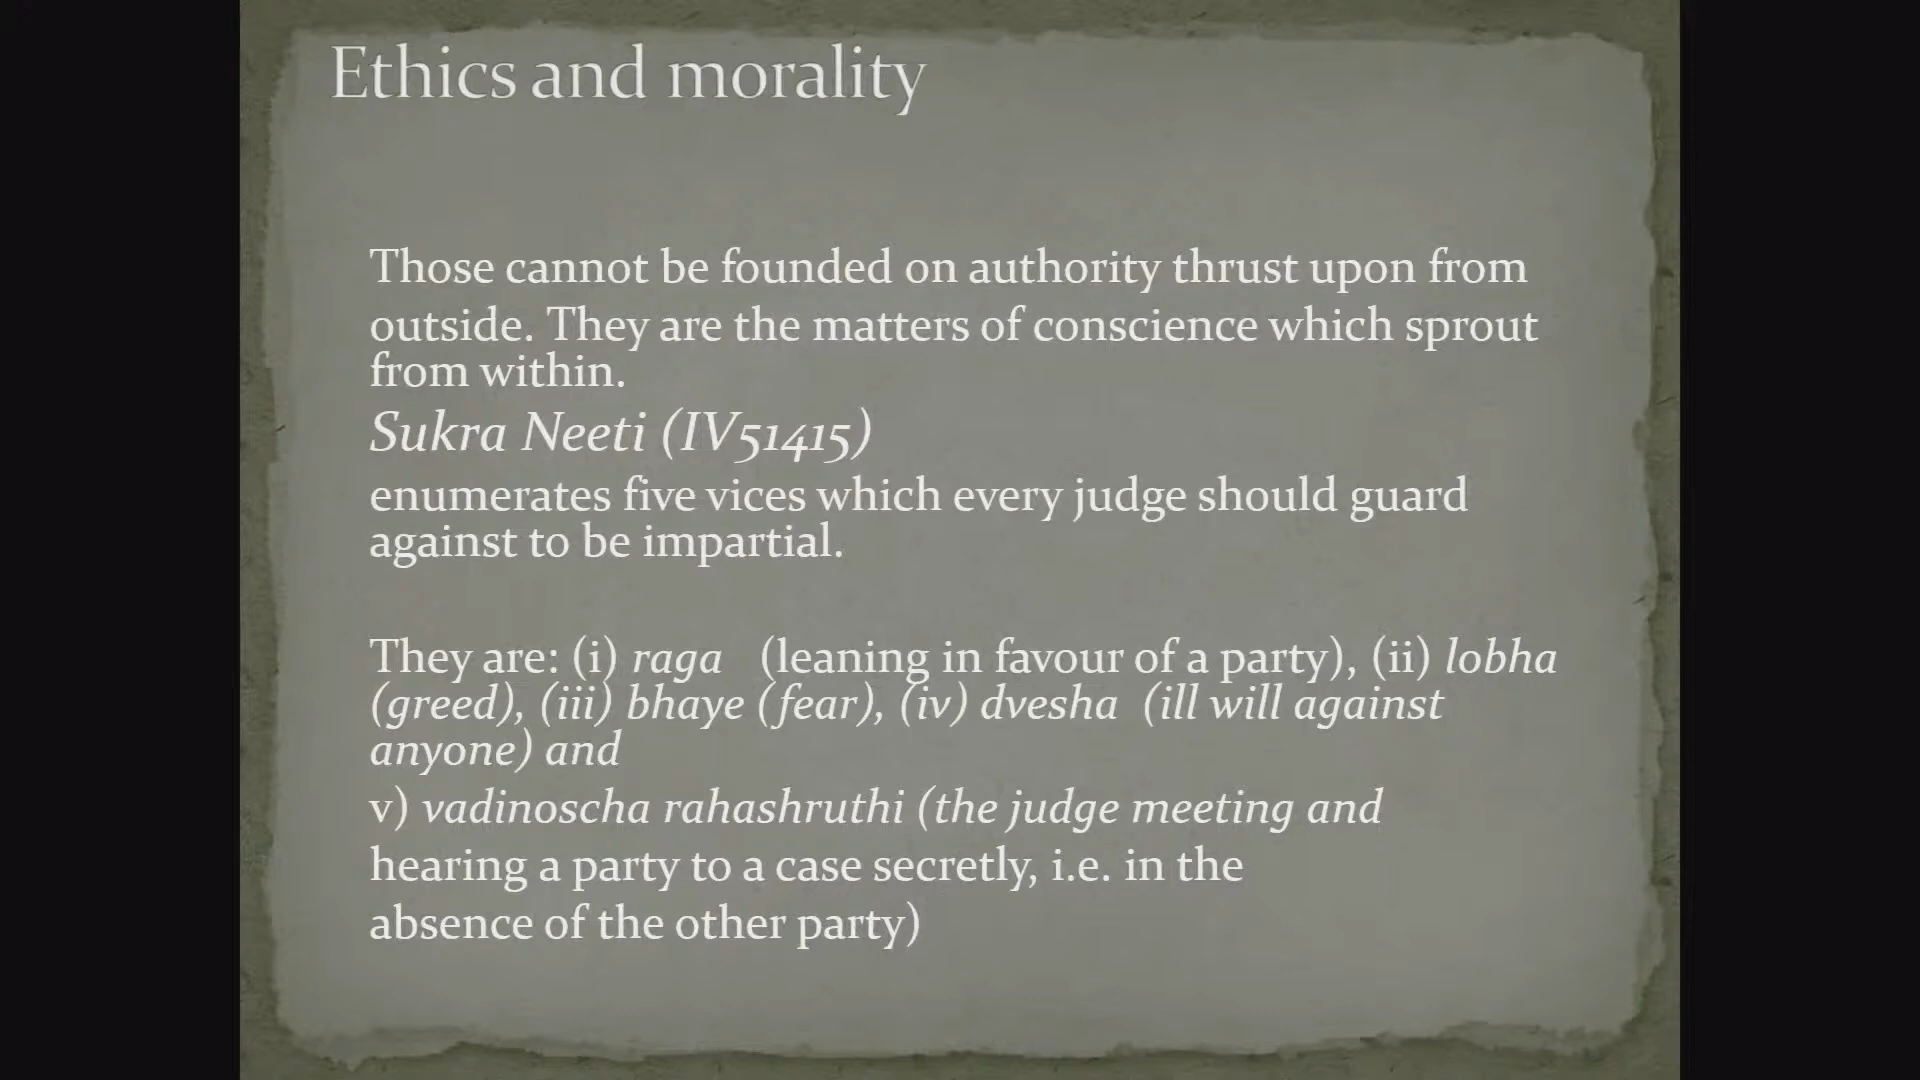 Ethics and morality
Those cannot be founded on authority thrust upon from
outside. They are the matters of conscience which sprout
from within.
Sukra Neeti (IV51415)
enumerates five vices which every judge should guard
against to be impartial.
They are: (i) raga (leaning in favour of a party), (ii) lobha
(greed), (iii) bhaye (fear), (iv) dvesha (ill will against
anyone) and
v) vadinoscha rahashruthi (the judge meeting and
hearing a party to a case secretly, i.e. in the
absence of the other party)